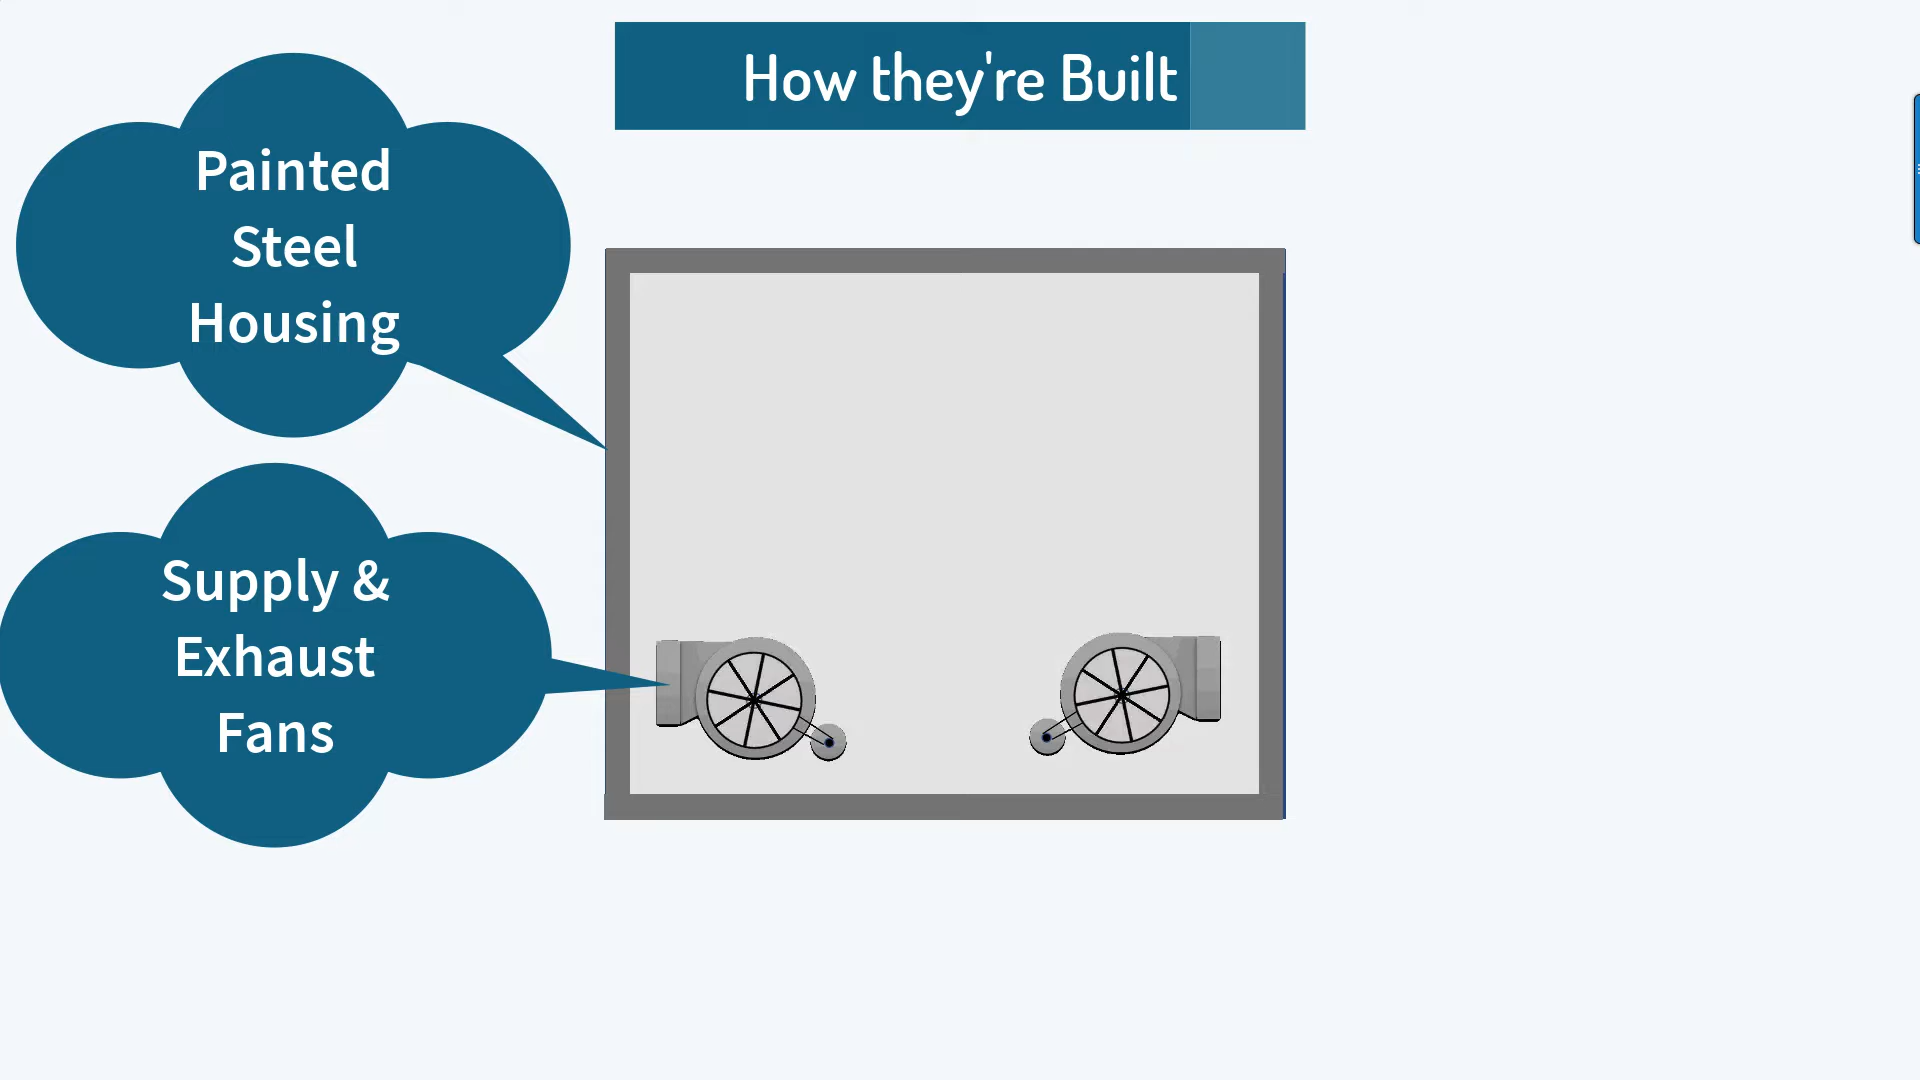 How they're Built
Painted
Steel
Housing
Supply &
Exhaust
Fans